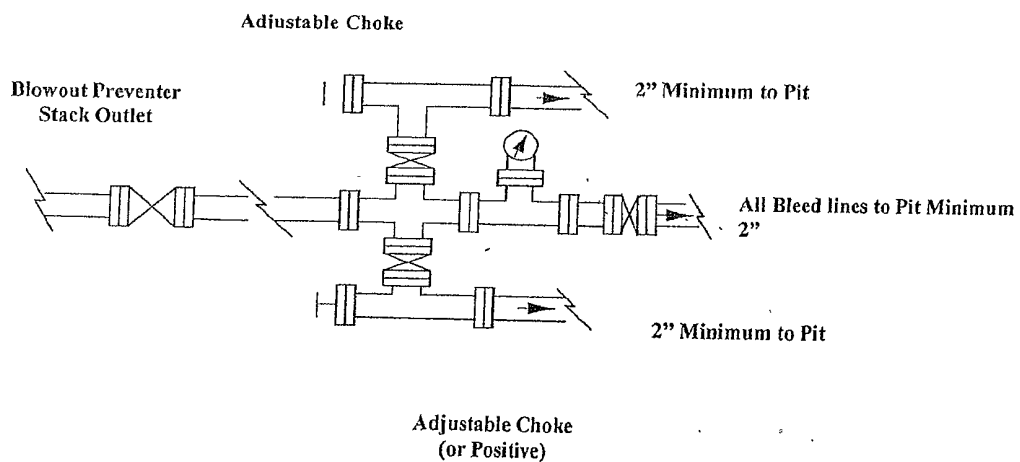 Adjustable Choke
Blowout Preventer
Stack Outlet
2" Minimum to Pit
All Bleed lines to Pit Minimum
2"
2" Minimum to Pit
Adjustable Choke
(or Positive)